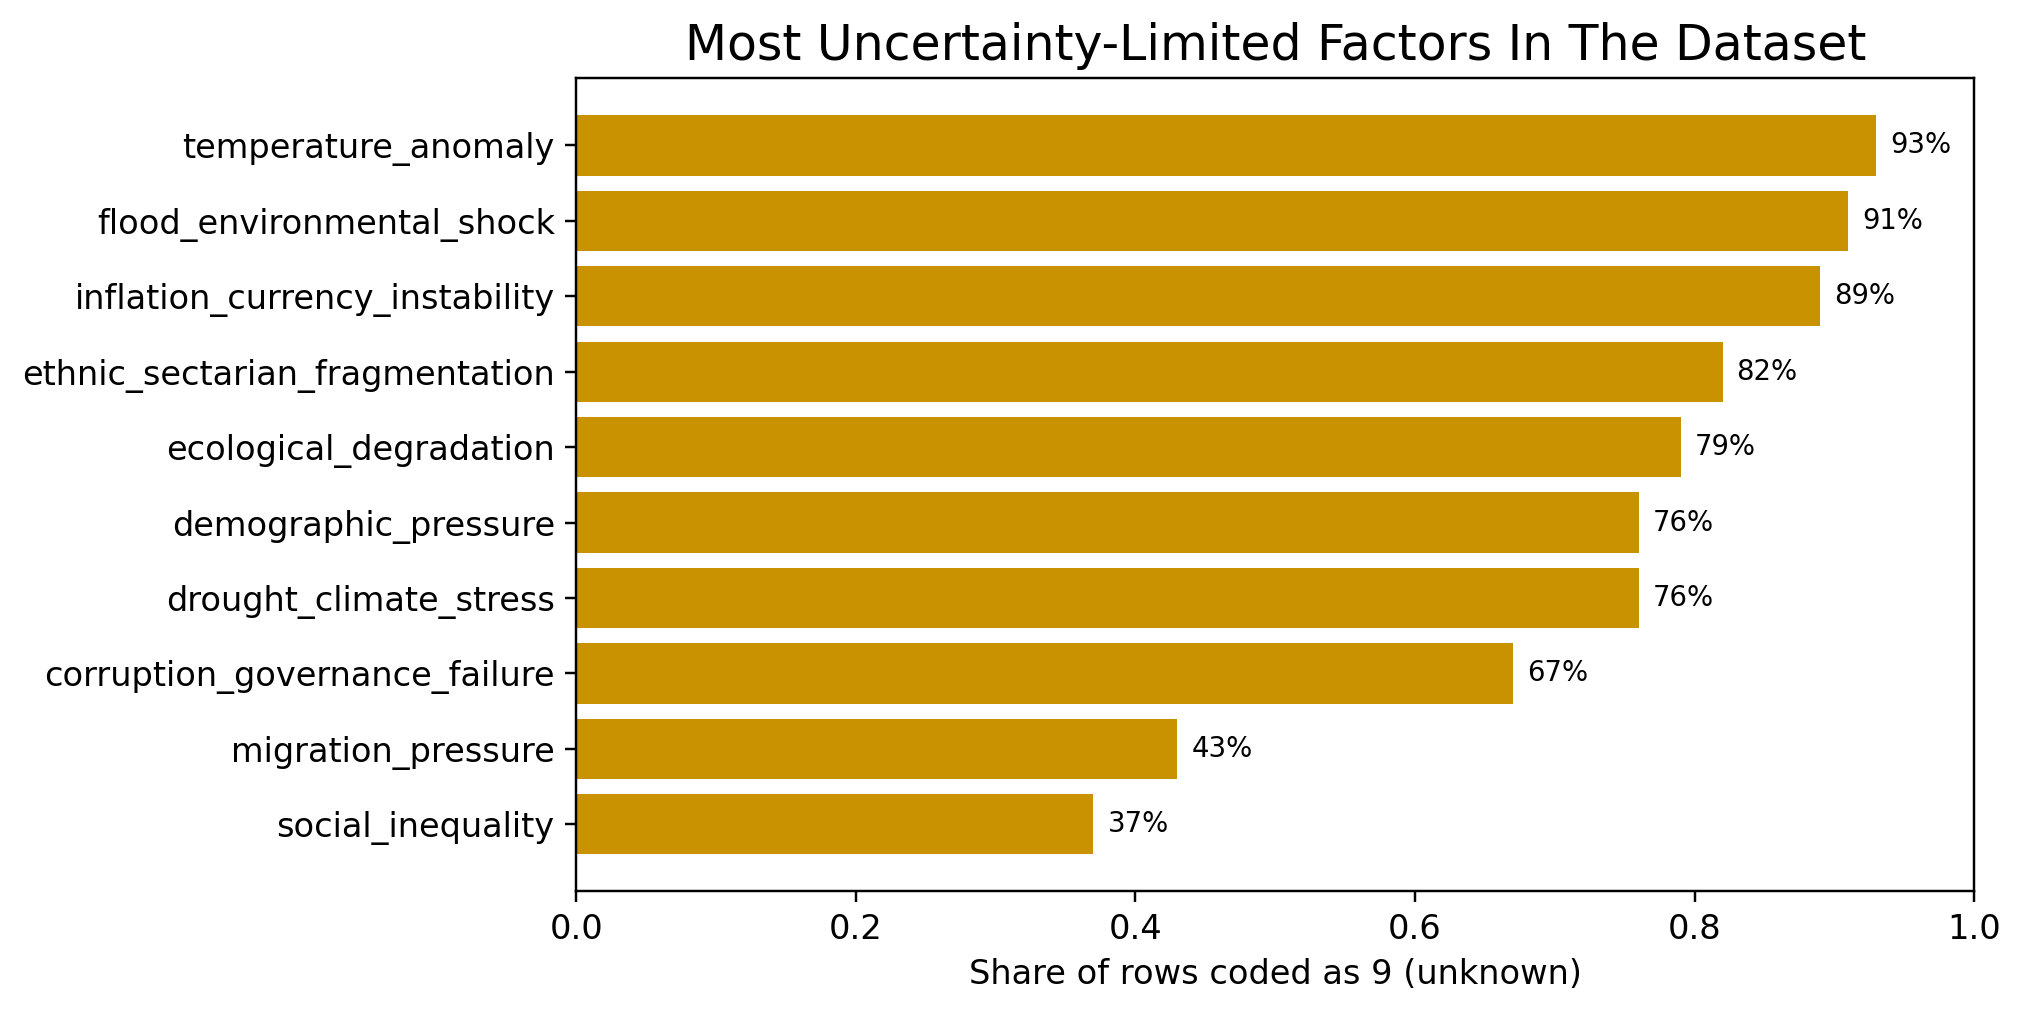 Most Uncertainty-Limited Factors In The Dataset
temperature_anomaly
93%
flood_environmental_shock
91%
inflation_currency_instability
89%
ethnic_sectarian_fragmentation
82%
ecological_degradation
79%
demographic_pressure
76%
drought_climate_stress
76%
corruption_governance_failure
67%
migration_pressure
43%
social_inequality
37%
0.0 0.2 0.4 0.6 0.8 1.0
Share of rows coded as 9 (unknown)